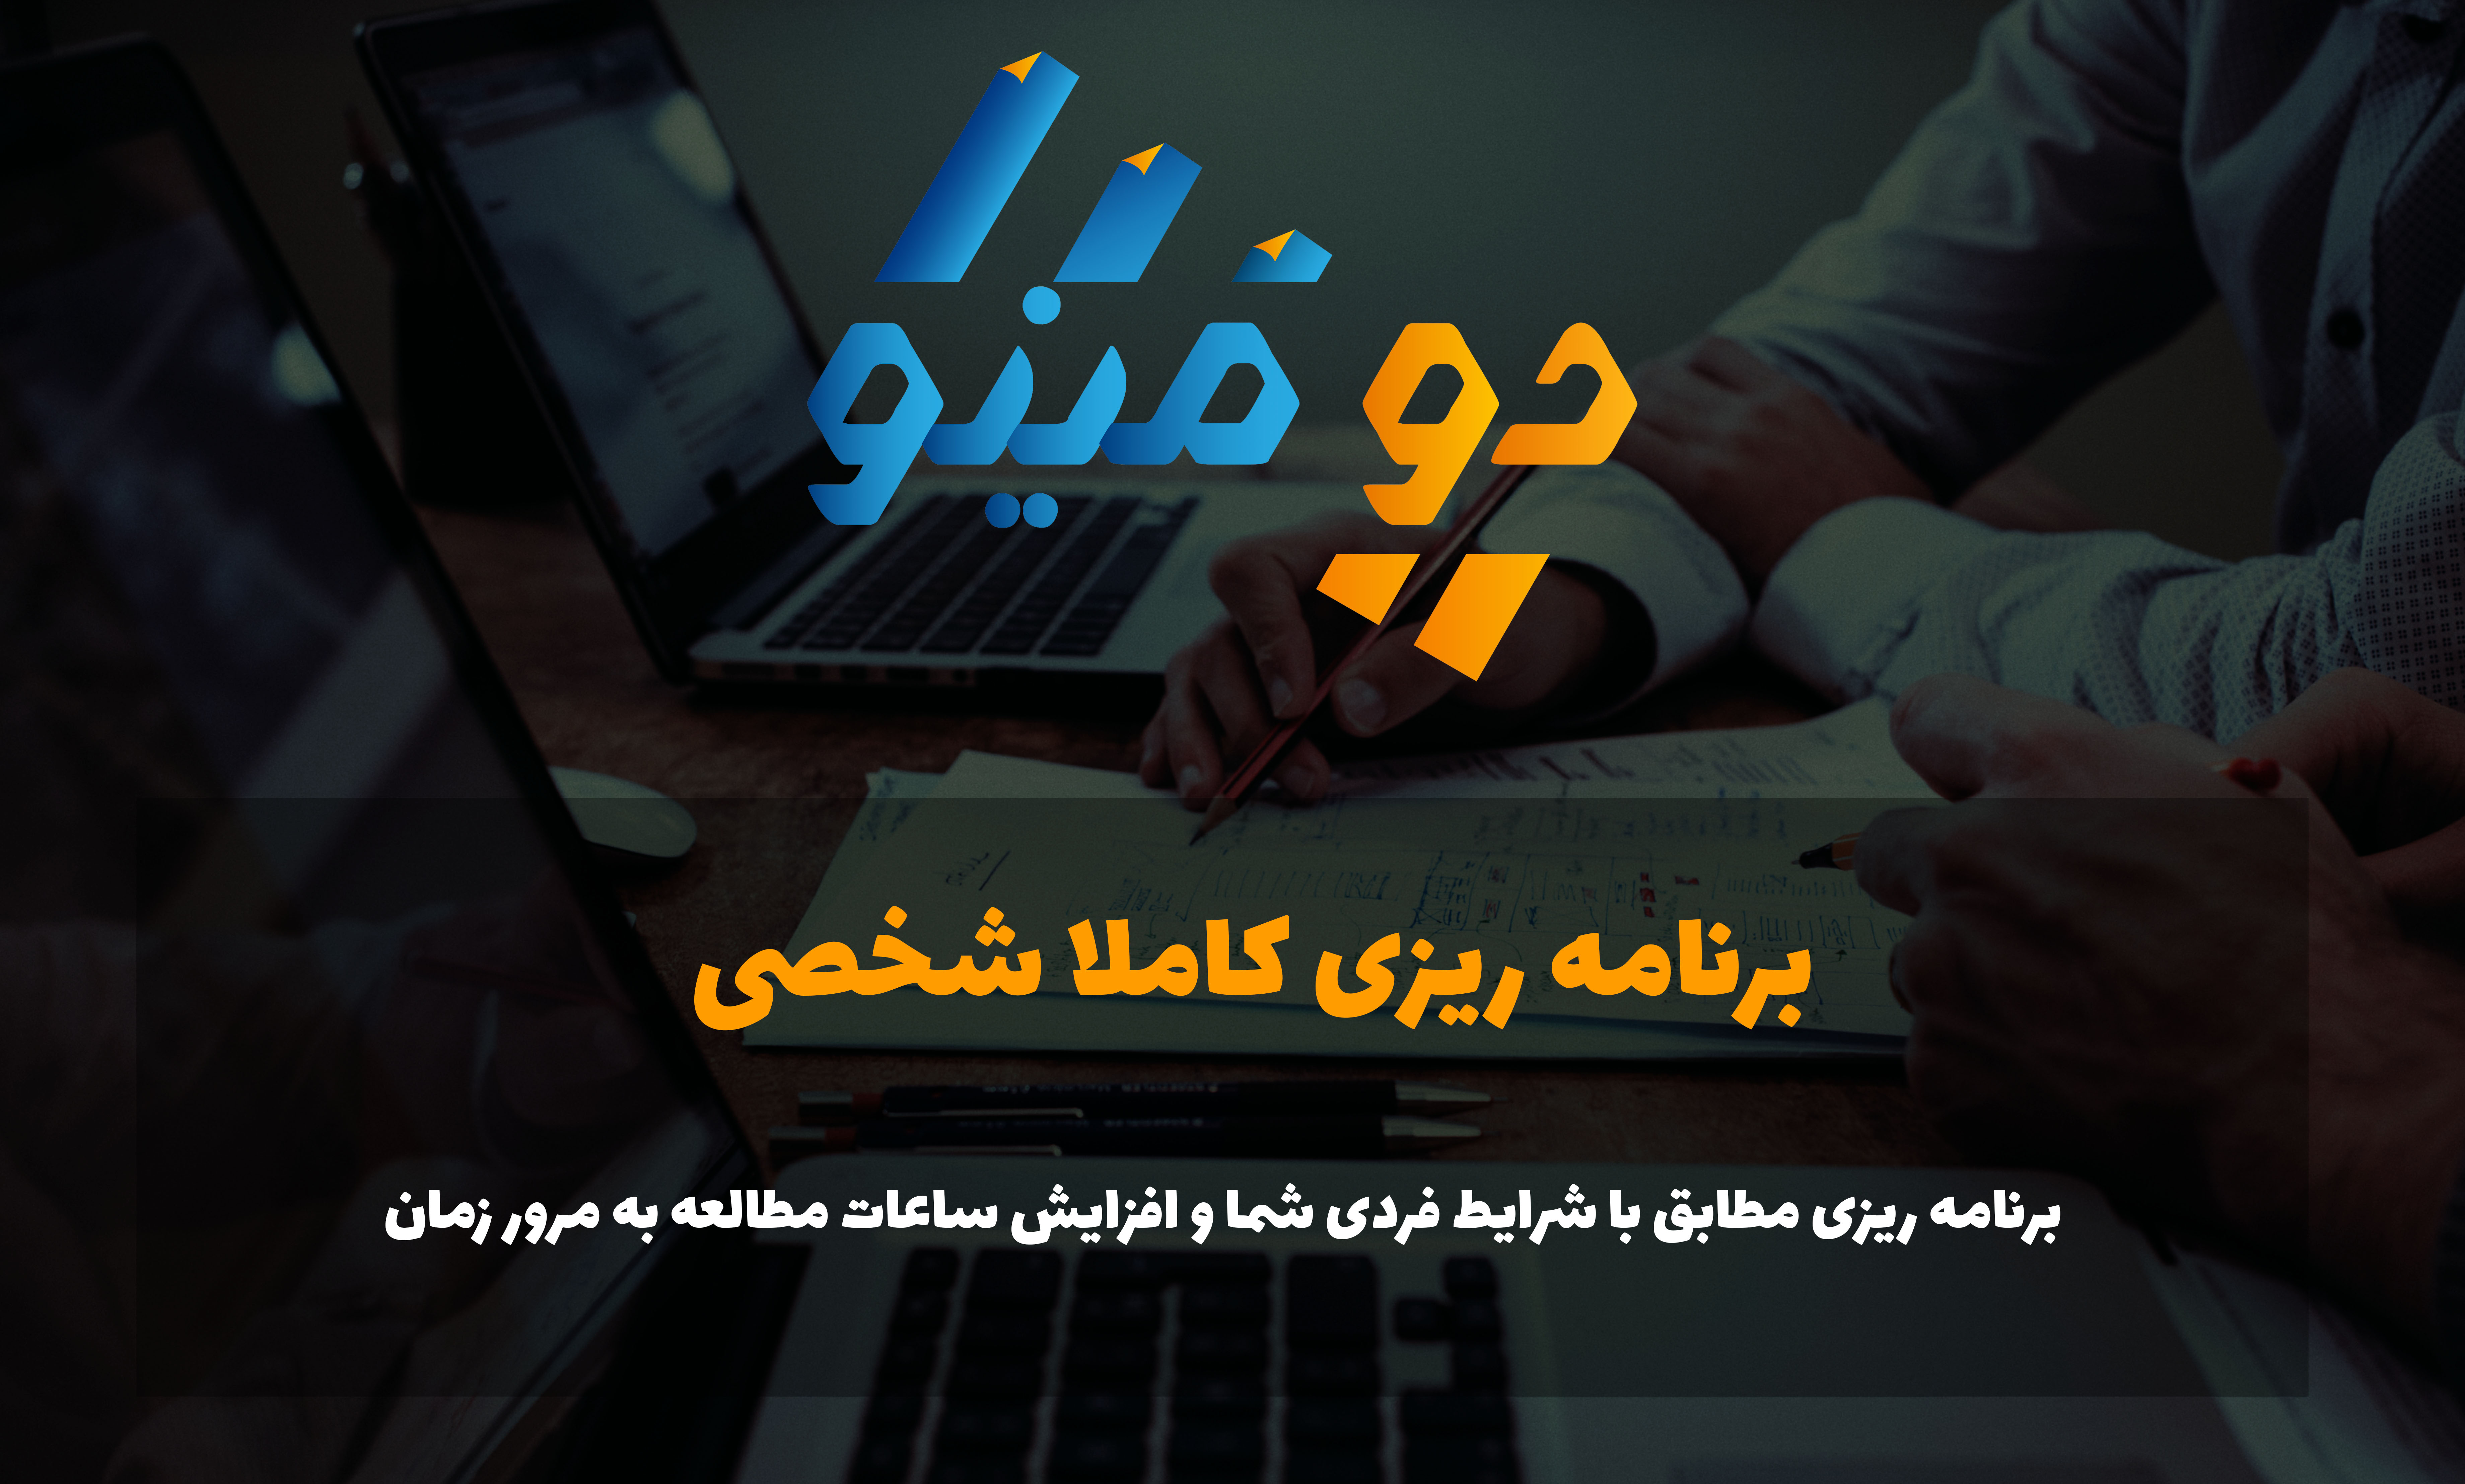 دومینو
برنامه ریزی کاملا شخصی
برنامه ریزی مطابق با شرایط فردی شما و افزایش ساعات مطالعه به مرور زمان